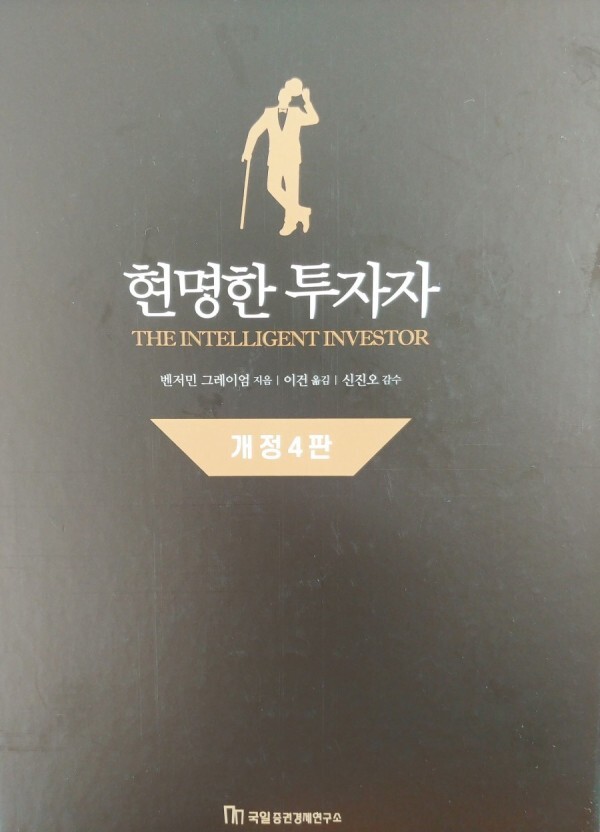 현명한 투자자
THE INTELLIGENT INVESTOR
벤저민 그레이엄 지음 | 이건 옮김 | 신진오 감수
개정4판
국일증권경제연구소